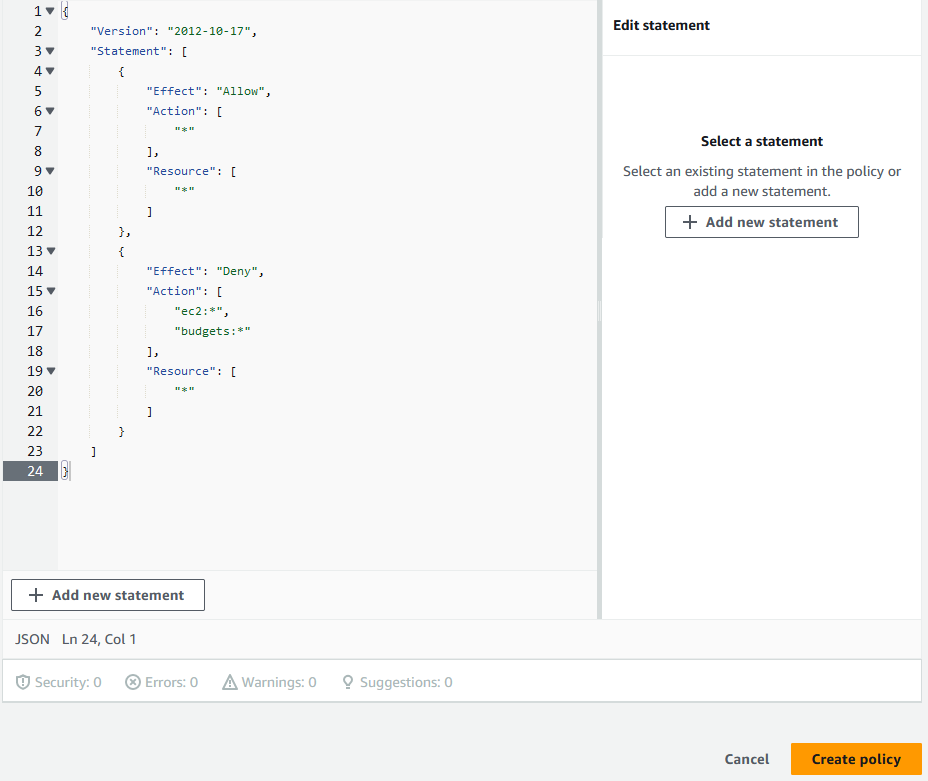 1 {
2 "Version": "2012-10-17",
3 "Statement": [
4 {
5 "Effect": "Allow",
6 "Action": [
7 "*"
8 ],
9 "Resource": [
10 "*"
11 ]
12 },
13 {
14 "Effect": "Deny",
15 "Action": [
16 "ec2:*",
17 "budgets:*"
18 ],
19 "Resource": [
20 "*"
21 ]
22 }
23 ]
24 }
+ Add new statement
JSON Ln 24, Col 1
Security: 0 Errors: 0 Warnings: 0 Suggestions: 0
Edit statement
Select a statement
Select an existing statement in the policy or
add a new statement.
+ Add new statement
Cancel Create policy